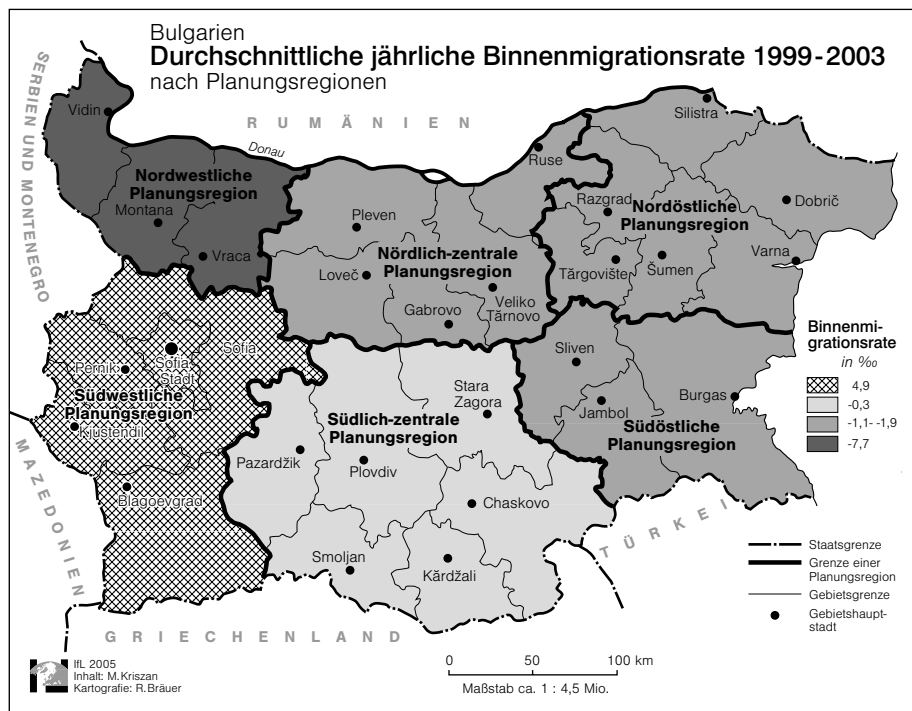 Bulgarien
Durchschnittliche jährliche Binnenmigrationsrate 1999-2003
nach Planungsregionen
SERBIEN UND MONTENEGRO
RUMÄNIEN
Donau
Vidin
Nordwestliche
Planungsregion
Montana
Vraca
Ruse
Silistra
Razgrad
Nordöstliche
Planungsregion
Dobrič
Tărgovište
Šumen
Varna
Pleven
Nördlich-zentrale
Planungsregion
Loveč
Gabrovo
Veliko
Tărnovo
Sofia
Sofia
Stadt
Pernik
Südwestliche
Planungsregion
Kjustendil
Blagoevgrad
Stara
Zagora
Südlich-zentrale
Planungsregion
Pazardžik
Plovdiv
Chaskovo
Smoljan
Kărdžali
Sliven
Jambol
Burgas
Südöstliche
Planungsregion
MAZEDONIEN
GRIECHENLAND
TÜRKEI
Binnenmi-
grationsrate
in ‰
4,9
-0,3
-1,1- -1,9
-7,7
Staatsgrenze
Grenze einer
Planungsregion
Gebietsgrenze
Gebietshaupt-
stadt
IfL 2005
Inhalt: M.Kriszan
Kartografie: R.Bräuer
0 50 100 km
Maßstab ca. 1 : 4,5 Mio.